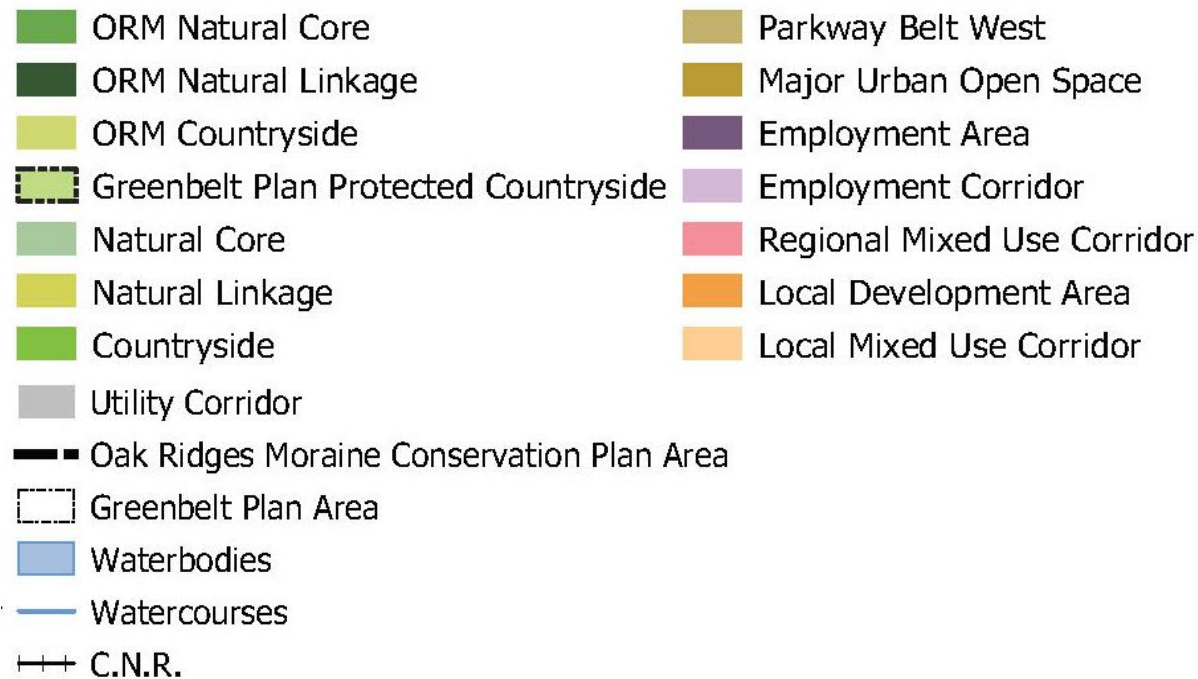 ORM Natural Core
ORM Natural Linkage
ORM Countryside
Greenbelt Plan Protected Countryside
Natural Core
Natural Linkage
Countryside
Utility Corridor
Oak Ridges Moraine Conservation Plan Area
Greenbelt Plan Area
Waterbodies
Watercourses
C.N.R.
Parkway Belt West
Major Urban Open Space
Employment Area
Employment Corridor
Regional Mixed Use Corridor
Local Development Area
Local Mixed Use Corridor